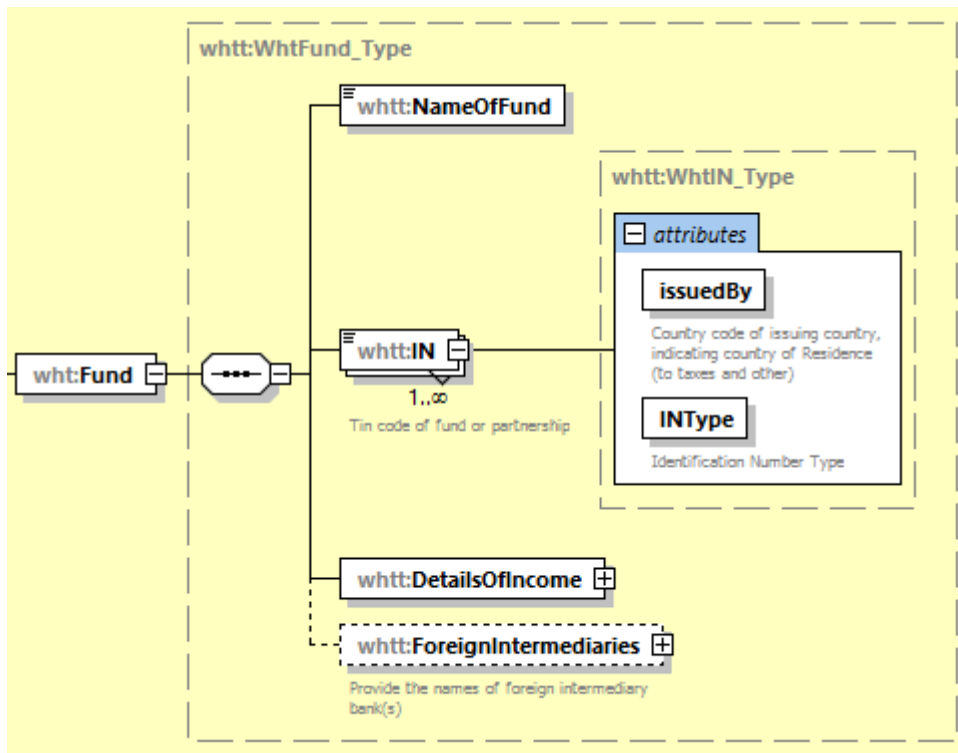 whtt:WhtFund_Type
whtt:NameOfFund
whtt:WhtIN_Type
attributes
issuedBy
Country code of issuing country,
indicating country of Residence
(to taxes and other)
whtt:IN
1..∞
Tin code of fund or partnership
wht:Fund
INType
Identification Number Type
whtt:DetailsOfIncome
whtt:ForeignIntermediaries
Provide the names of foreign intermediary
bank(s)